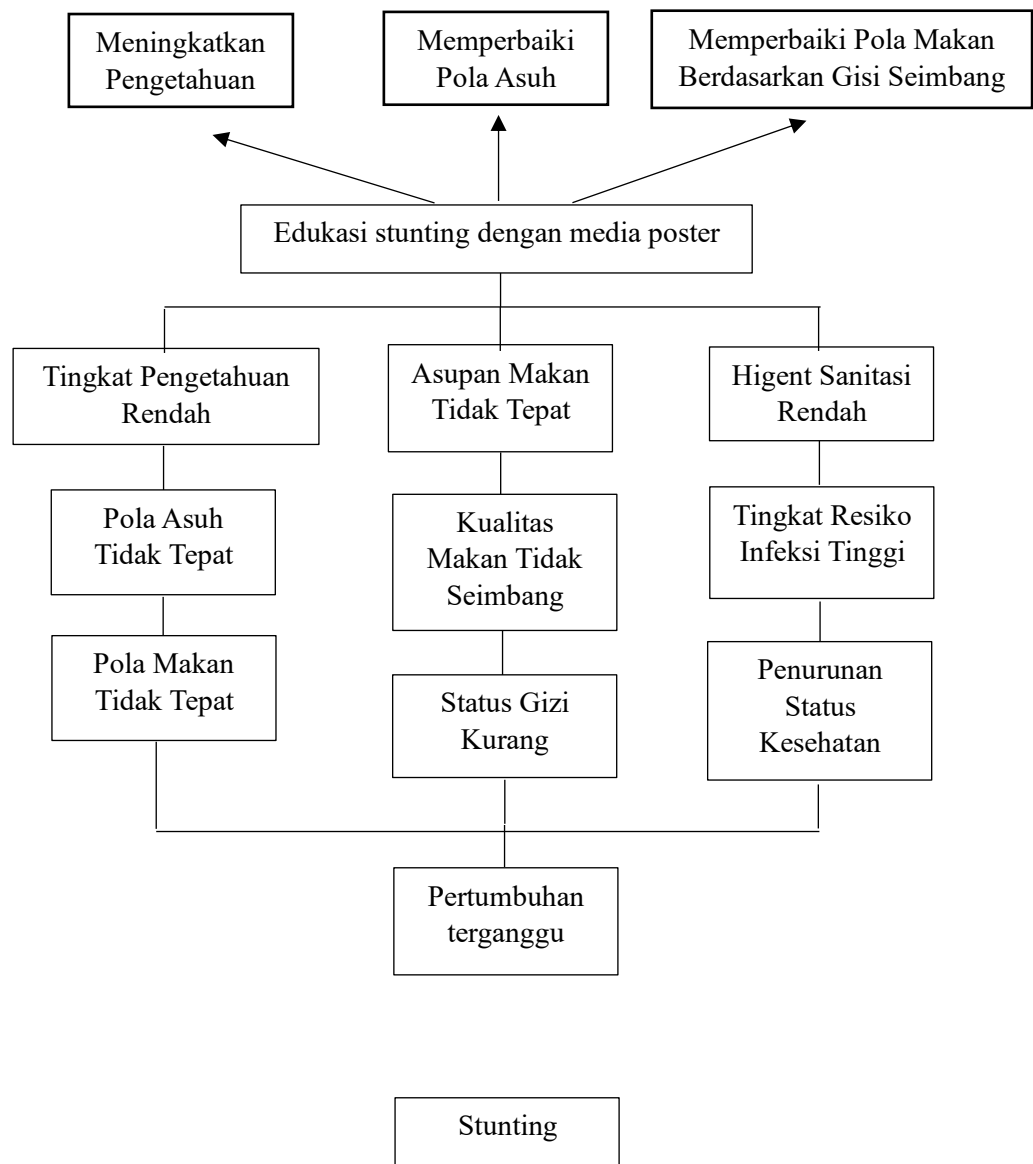 Meningkatkan
Pengetahuan
Memperbaiki
Pola Asuh
Memperbaiki Pola Makan
Berdasarkan Gisi Seimbang
Edukasi stunting dengan media poster
Tingkat Pengetahuan
Rendah
Asupan Makan
Tidak Tepat
Higent Sanitasi
Rendah
Pola Asuh
Tidak Tepat
Kualitas
Makan Tidak
Seimbang
Tingkat Resiko
Infeksi Tinggi
Pola Makan
Tidak Tepat
Status Gizi
Kurang
Penurunan
Status
Kesehatan
Pertumbuhan
terganggu
Stunting